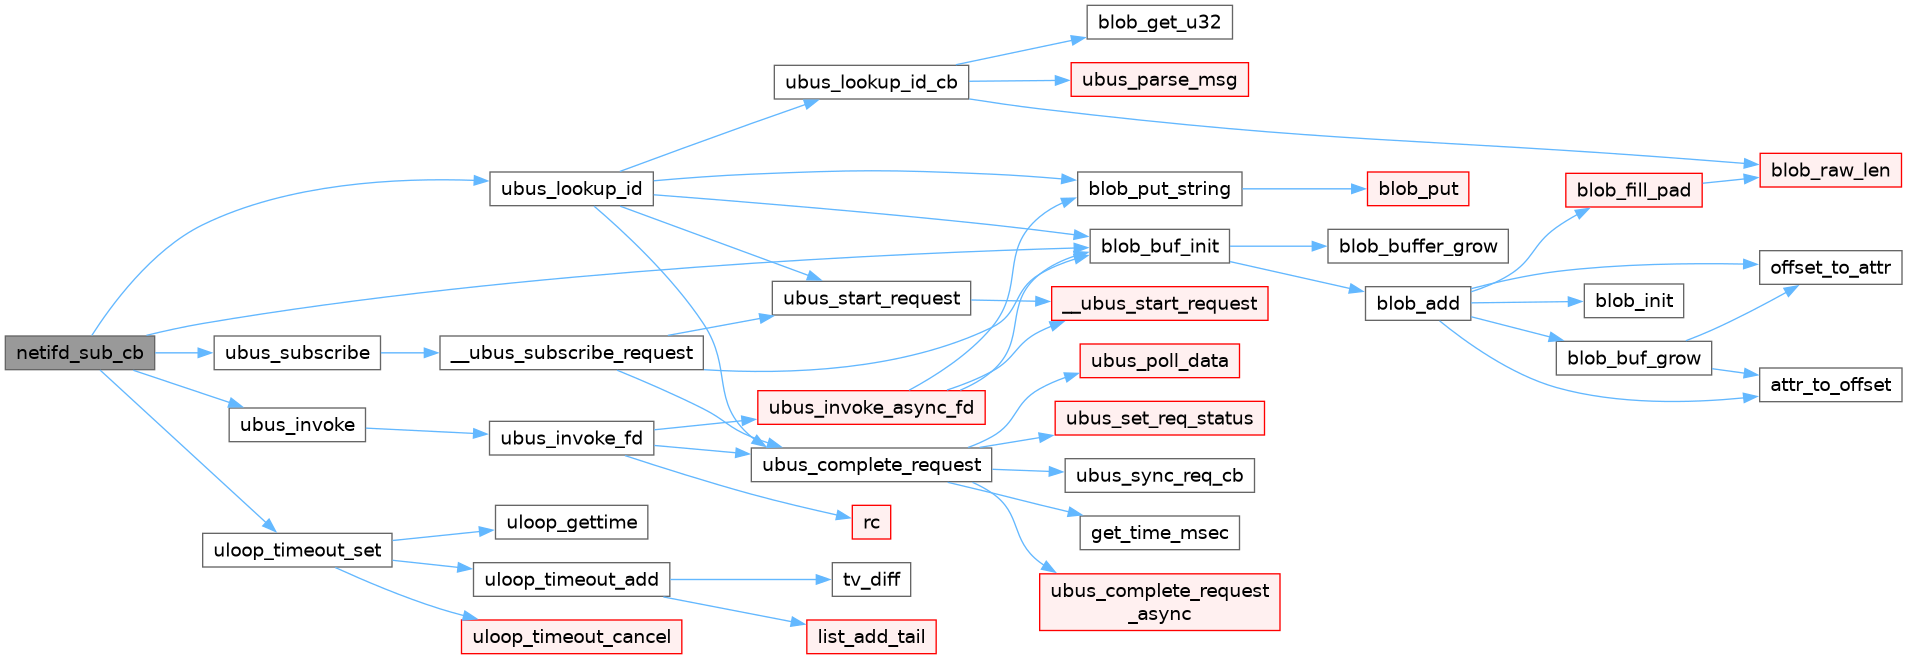 netifd_sub_cb
ubus_lookup_id
ubus_subscribe
ubus_invoke
uloop_timeout_set
__ubus_subscribe_request
ubus_invoke_fd
uloop_gettime
uloop_timeout_add
uloop_timeout_cancel
ubus_lookup_id_cb
ubus_start_request
ubus_invoke_async_fd
ubus_complete_request
rc
tv_diff
list_add_tail
blob_get_u32
ubus_parse_msg
blob_put_string
blob_buf_init
__ubus_start_request
ubus_poll_data
ubus_set_req_status
ubus_sync_req_cb
get_time_msec
ubus_complete_request
_async
blob_put
blob_buffer_grow
blob_add
blob_fill_pad
blob_init
blob_buf_grow
blob_raw_len
offset_to_attr
attr_to_offset